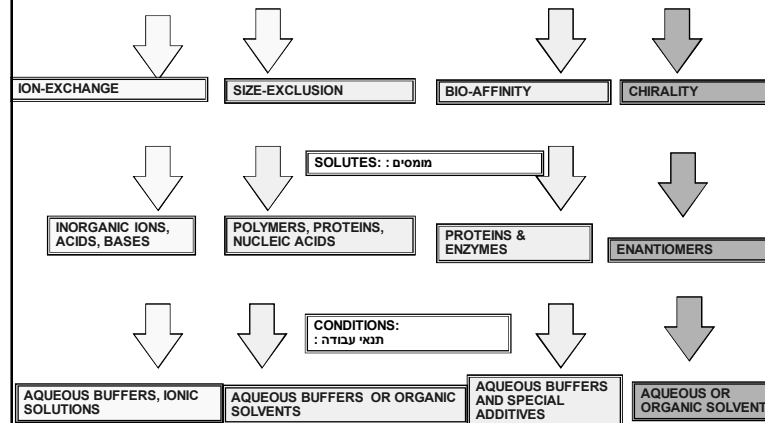 ION-EXCHANGE
SIZE-EXCLUSION
BIO-AFFINITY
CHIRALITY
SOLUTES: : מומסים
INORGANIC IONS,
ACIDS, BASES
POLYMERS, PROTEINS,
NUCLEIC ACIDS
PROTEINS &
ENZYMES
ENANTIOMERS
CONDITIONS:
תנאי עבודה :
AQUEOUS BUFFERS, IONIC
SOLUTIONS
AQUEOUS BUFFERS OR ORGANIC
SOLVENTS
AQUEOUS BUFFERS
AND SPECIAL
ADDITIVES
AQUEOUS OR
ORGANIC SOLVENT